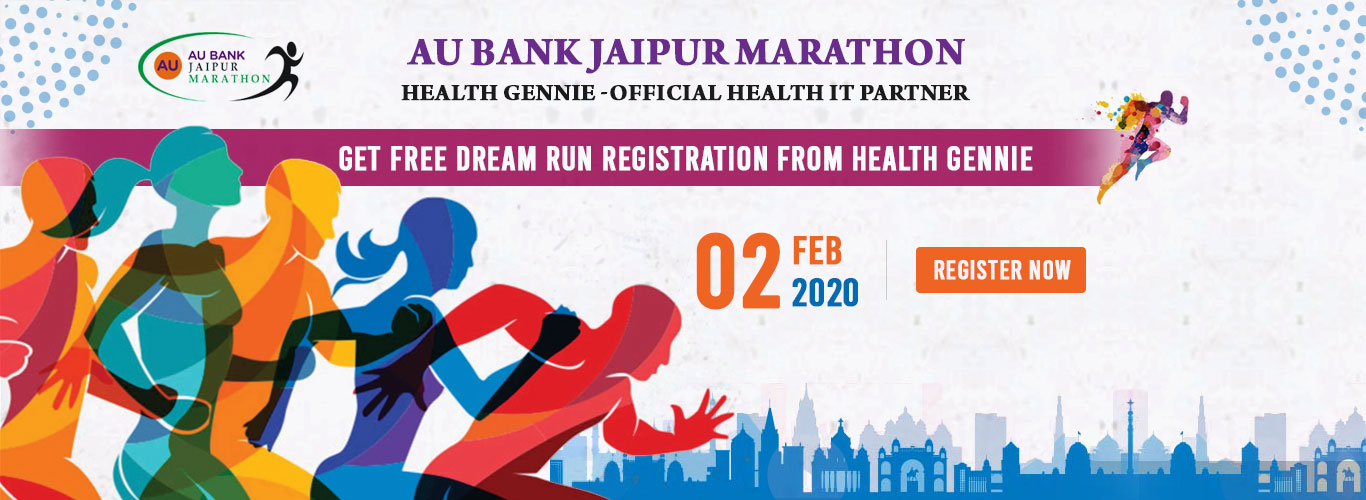 AU
AU BANK
JAIPUR
MARATHON
AU BANK JAIPUR MARATHON
HEALTH GENNIE -OFFICIAL HEALTH IT PARTNER
GET FREE DREAM RUN REGISTRATION FROM HEALTH GENNIE
02 FEB
2020
REGISTER NOW